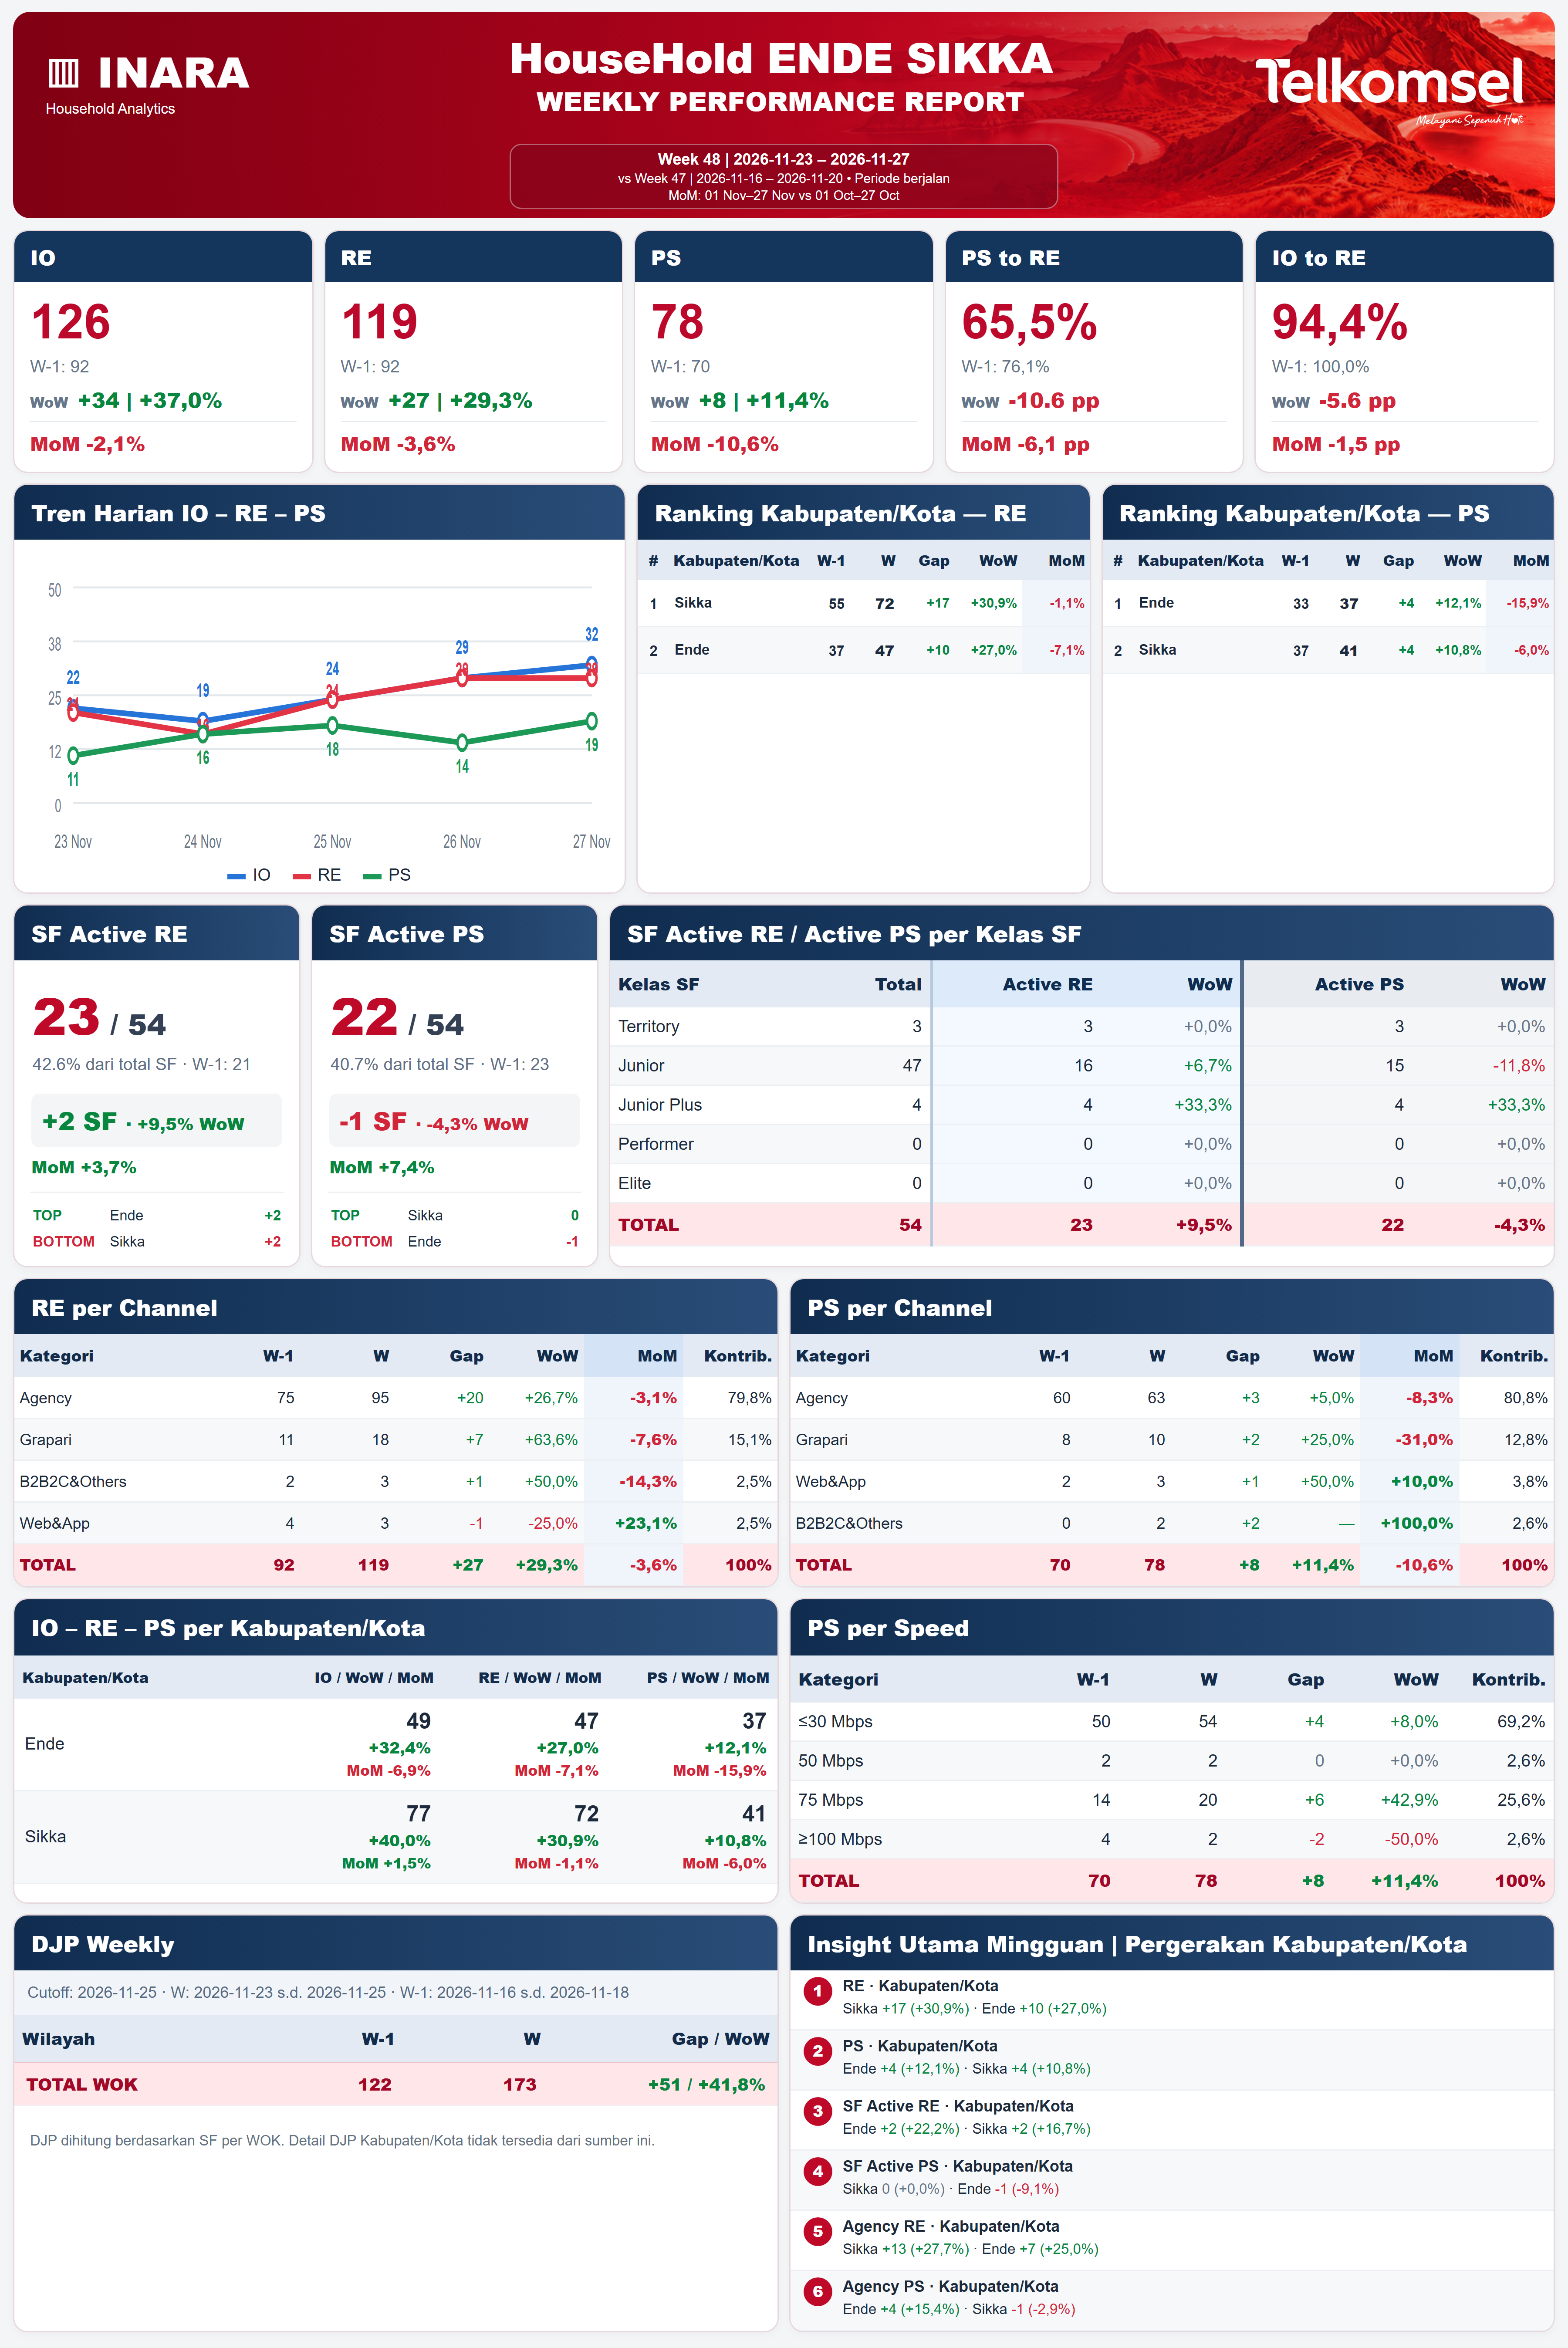 INARA
Household Analytics
HouseHold ENDE SIKKA
WEEKLY PERFORMANCE REPORT
Week 48 | 2026-11-23 – 2026-11-27
vs Week 47 | 2026-11-16 – 2026-11-20 • Periode berjalan
MoM: 01 Nov–27 Nov vs 01 Oct–27 Oct
Telkomsel
Melayani Sepenuh Hati
IO
126
W-1: 92
WoW +34 | +37,0%
MoM -2,1%
RE
119
W-1: 92
WoW +27 | +29,3%
MoM -3,6%
PS
78
W-1: 70
WoW +8 | +11,4%
MoM -10,6%
PS to RE
65,5%
W-1: 76,1%
WoW -10.6 pp
MoM -6,1 pp
IO to RE
94,4%
W-1: 100,0%
WoW -5.6 pp
MoM -1,5 pp
Tren Harian IO – RE – PS
50
38
25
12
0
22 19 24 29 32
21 16 24 29 29
11 16 18 14 19
23 Nov 24 Nov 25 Nov 26 Nov 27 Nov
IO RE PS
Ranking Kabupaten/Kota — RE
# Kabupaten/Kota W-1 W Gap WoW MoM
1 Sikka 55 72 +17 +30,9% -1,1%
2 Ende 37 47 +10 +27,0% -7,1%
Ranking Kabupaten/Kota — PS
# Kabupaten/Kota W-1 W Gap WoW MoM
1 Ende 33 37 +4 +12,1% -15,9%
2 Sikka 37 41 +4 +10,8% -6,0%
SF Active RE
23 / 54
42.6% dari total SF · W-1: 21
+2 SF · +9,5% WoW
MoM +3,7%
TOP Ende +2
BOTTOM Sikka +2
SF Active PS
22 / 54
40.7% dari total SF · W-1: 23
-1 SF · -4,3% WoW
MoM +7,4%
TOP Sikka 0
BOTTOM Ende -1
SF Active RE / Active PS per Kelas SF
Kelas SF Total Active RE WoW Active PS WoW
Territory 3 3 +0,0% 3 +0,0%
Junior 47 16 +6,7% 15 -11,8%
Junior Plus 4 4 +33,3% 4 +33,3%
Performer 0 0 +0,0% 0 +0,0%
Elite 0 0 +0,0% 0 +0,0%
TOTAL 54 23 +9,5% 22 -4,3%
RE per Channel
Kategori W-1 W Gap WoW MoM Kontrib.
Agency 75 95 +20 +26,7% -3,1% 79,8%
Grapari 11 18 +7 +63,6% -7,6% 15,1%
B2B2C&Others 2 3 +1 +50,0% -14,3% 2,5%
Web&App 4 3 -1 -25,0% +23,1% 2,5%
TOTAL 92 119 +27 +29,3% -3,6% 100%
PS per Channel
Kategori W-1 W Gap WoW MoM Kontrib.
Agency 60 63 +3 +5,0% -8,3% 80,8%
Grapari 8 10 +2 +25,0% -31,0% 12,8%
Web&App 2 3 +1 +50,0% +10,0% 3,8%
B2B2C&Others 0 2 +2 — +100,0% 2,6%
TOTAL 70 78 +8 +11,4% -10,6% 100%
IO – RE – PS per Kabupaten/Kota
Kabupaten/Kota IO / WoW / MoM RE / WoW / MoM PS / WoW / MoM
49 47 37
Ende +32,4% +27,0% +12,1%
MoM -6,9% MoM -7,1% MoM -15,9%
77 72 41
Sikka +40,0% +30,9% +10,8%
MoM +1,5% MoM -1,1% MoM -6,0%
PS per Speed
Kategori W-1 W Gap WoW Kontrib.
≤30 Mbps 50 54 +4 +8,0% 69,2%
50 Mbps 2 2 0 +0,0% 2,6%
75 Mbps 14 20 +6 +42,9% 25,6%
≥100 Mbps 4 2 -2 -50,0% 2,6%
TOTAL 70 78 +8 +11,4% 100%
DJP Weekly
Cutoff: 2026-11-25 · W: 2026-11-23 s.d. 2026-11-25 · W-1: 2026-11-16 s.d. 2026-11-18
Wilayah W-1 W Gap / WoW
TOTAL WOK 122 173 +51 / +41,8%
DJP dihitung berdasarkan SF per WOK. Detail DJP Kabupaten/Kota tidak tersedia dari sumber ini.
Insight Utama Mingguan | Pergerakan Kabupaten/Kota
1 RE · Kabupaten/Kota
Sikka +17 (+30,9%) · Ende +10 (+27,0%)
2 PS · Kabupaten/Kota
Ende +4 (+12,1%) · Sikka +4 (+10,8%)
3 SF Active RE · Kabupaten/Kota
Ende +2 (+22,2%) · Sikka +2 (+16,7%)
4 SF Active PS · Kabupaten/Kota
Sikka 0 (+0,0%) · Ende -1 (-9,1%)
5 Agency RE · Kabupaten/Kota
Sikka +13 (+27,7%) · Ende +7 (+25,0%)
6 Agency PS · Kabupaten/Kota
Ende +4 (+15,4%) · Sikka -1 (-2,9%)